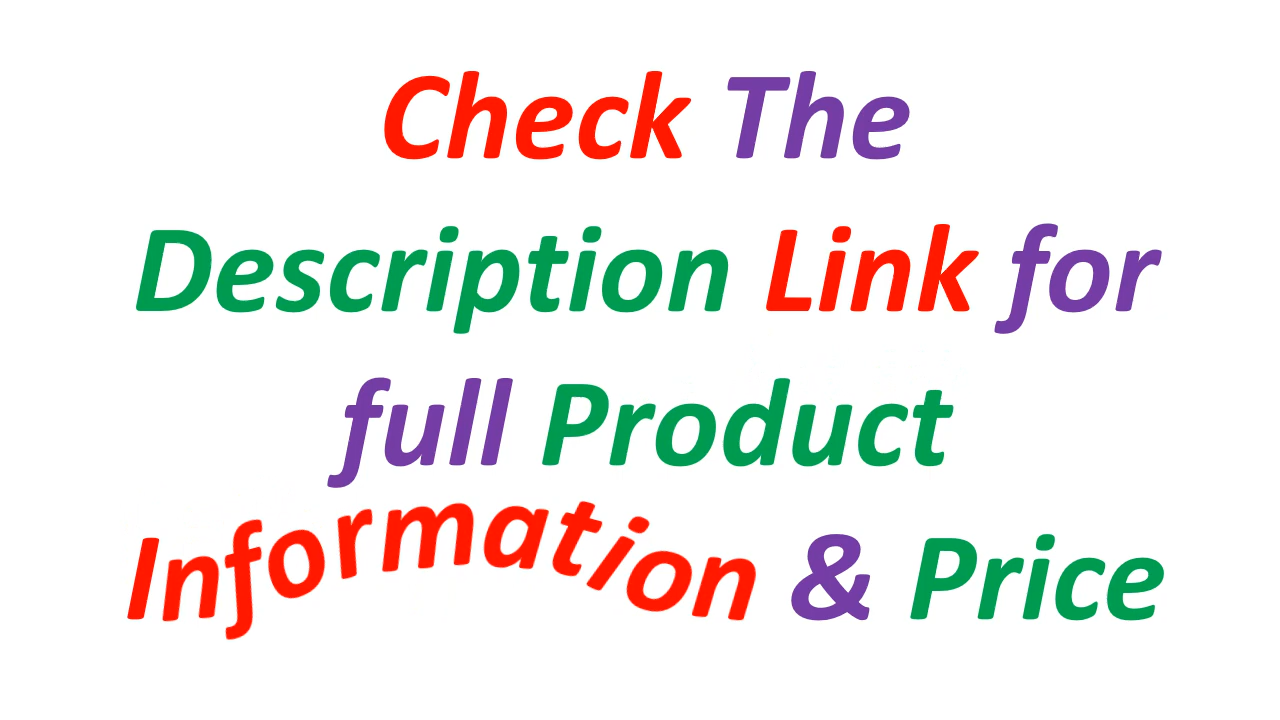 Check The
Description Link for
full Product
Information & Price